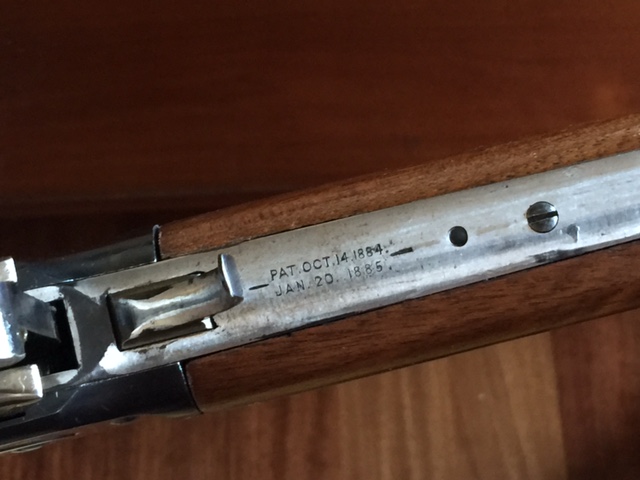 — PAT. OCT. 14. 1884. —
JAN. 20. 1885.